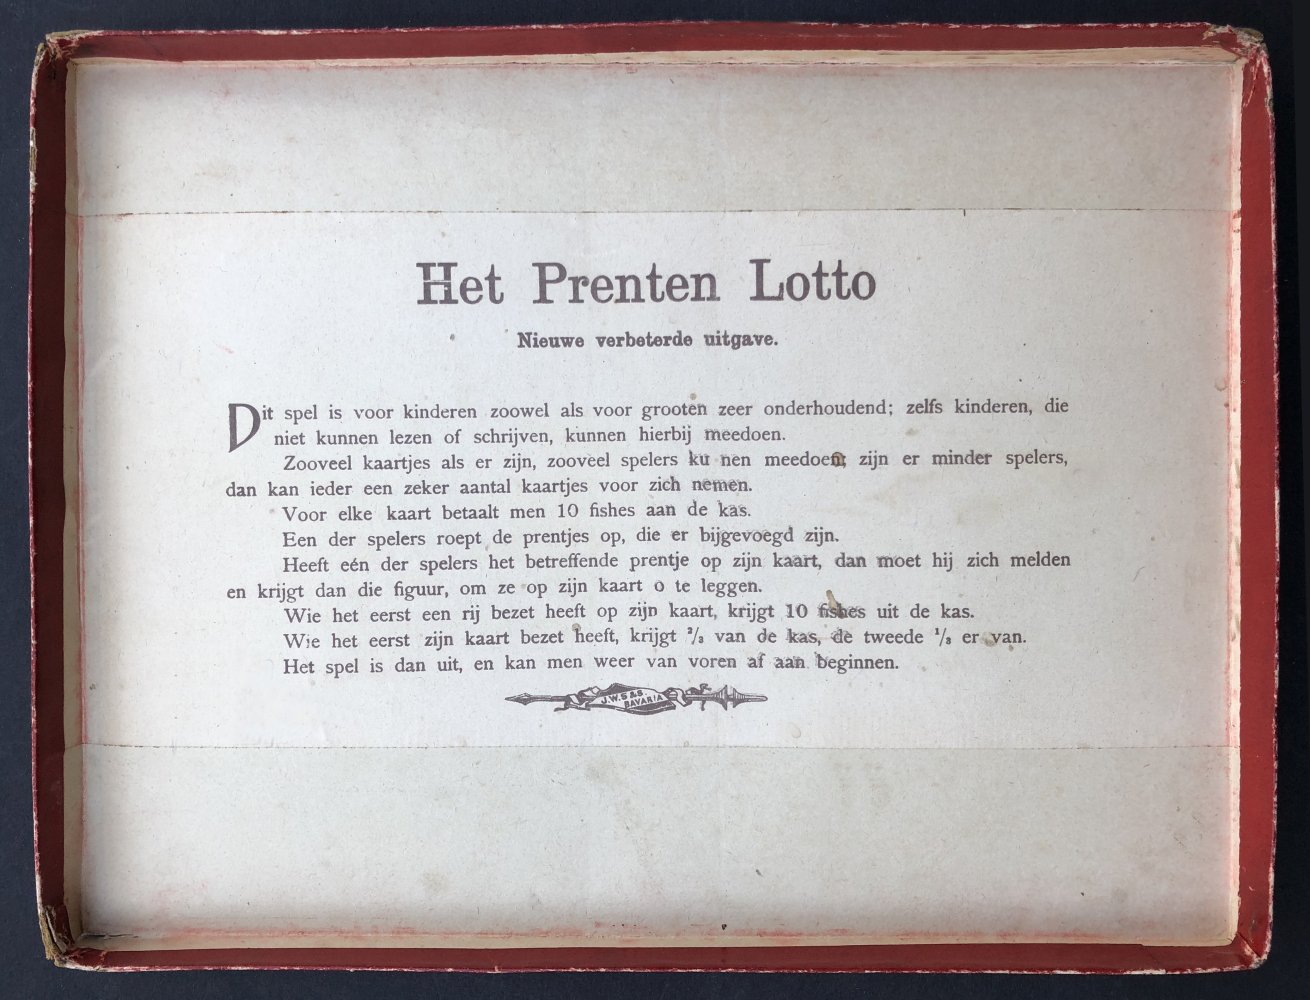 Het Prenten Lotto
Nieuwe verbeterde uitgave.
Dit spel is voor kinderen zoowel als voor grooten zeer onderhoudend; zelfs kinderen, die
niet kunnen lezen of schrijven, kunnen hierbij meedoen.
Zooveel kaartjes als er zijn, zooveel spelers ku nen meedoen; zijn er minder spelers,
dan kan ieder een zeker aantal kaartjes voor zich nemen.
Voor elke kaart betaalt men 10 fishes aan de kas.
Een der spelers roept de prentjes op, die er bijgevoegd zijn.
Heeft eén der spelers het betreffende prentje op zijn kaart, dan moet hij zich melden
en krijgt dan die figuur, om ze op zijn kaart o te leggen.
Wie het eerst een rij bezet heeft op zijn kaart, krijgt 10 fishes uit de kas.
Wie het eerst zijn kaart bezet heeft, krijgt ²/₃ van de kas, de tweede ¹/₃ er van.
Het spel is dan uit, en kan men weer van voren af aan beginnen.
J.W.S & S.
BAVARIA